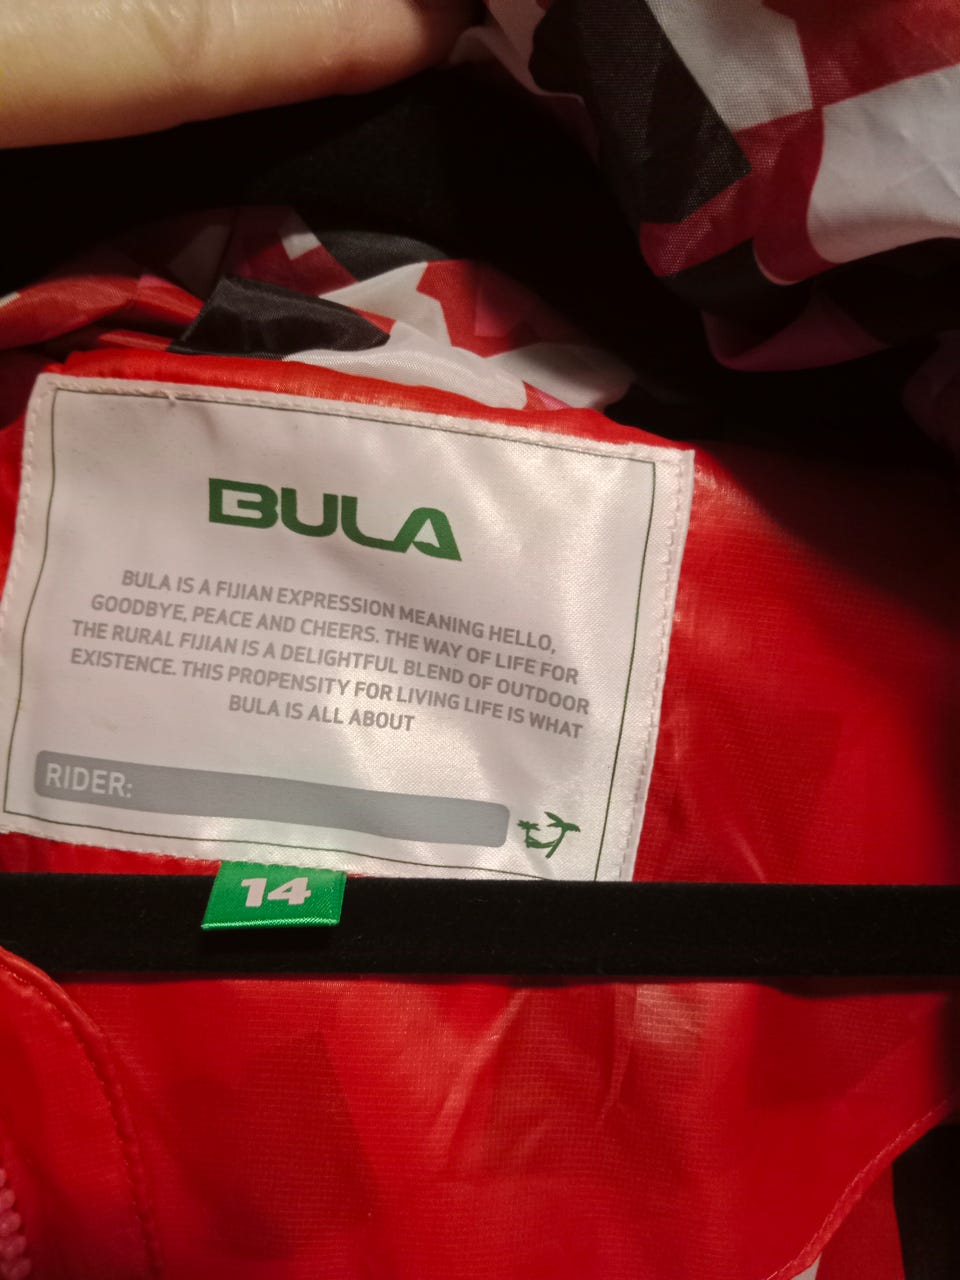 BULA
BULA IS A FIJIAN EXPRESSION MEANING HELLO,
GOODBYE, PEACE AND CHEERS. THE WAY OF LIFE FOR
THE RURAL FIJIAN IS A DELIGHTFUL BLEND OF OUTDOOR
EXISTENCE. THIS PROPENSITY FOR LIVING LIFE IS WHAT
BULA IS ALL ABOUT
RIDER:
14